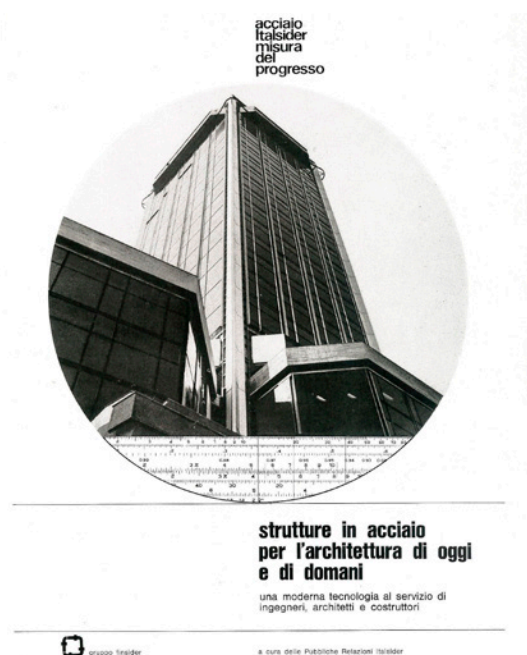 acciaio
Italsider
misura
del
progresso
strutture in acciaio
per l'architettura di oggi
e di domani
una moderna tecnologia al servizio di
ingegneri, architetti e costruttori
gruppo finsider
a cura delle Pubbliche Relazioni Italsider